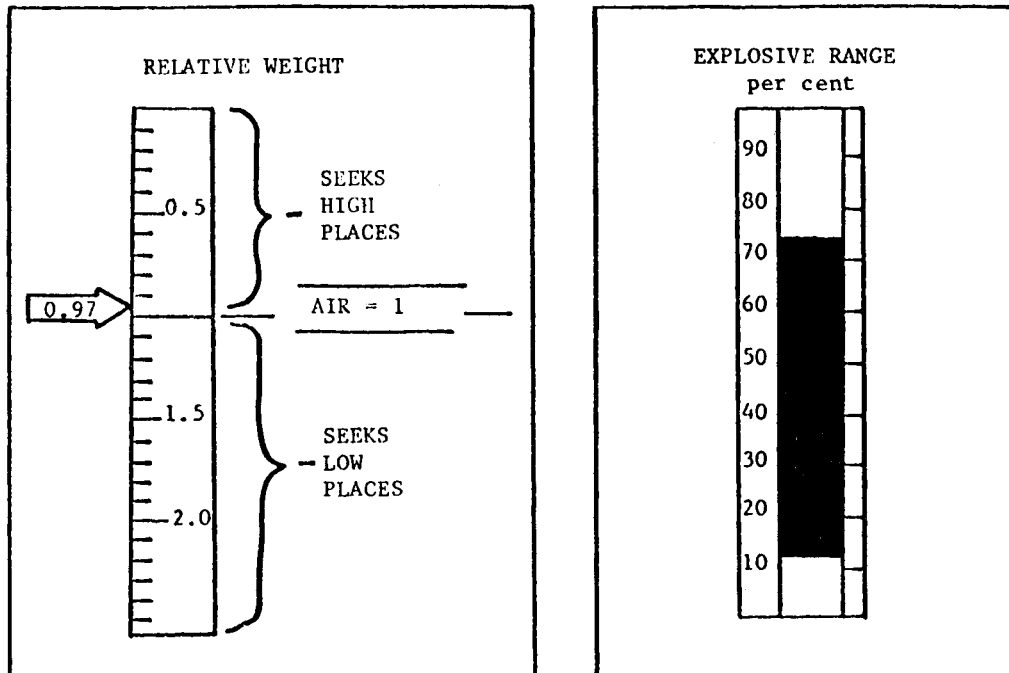 RELATIVE WEIGHT
0.5
SEEKS
HIGH
PLACES
0.97
AIR = 1
1.5
SEEKS
LOW
PLACES
2.0
EXPLOSIVE RANGE
per cent
90
80
70
60
50
40
30
20
10